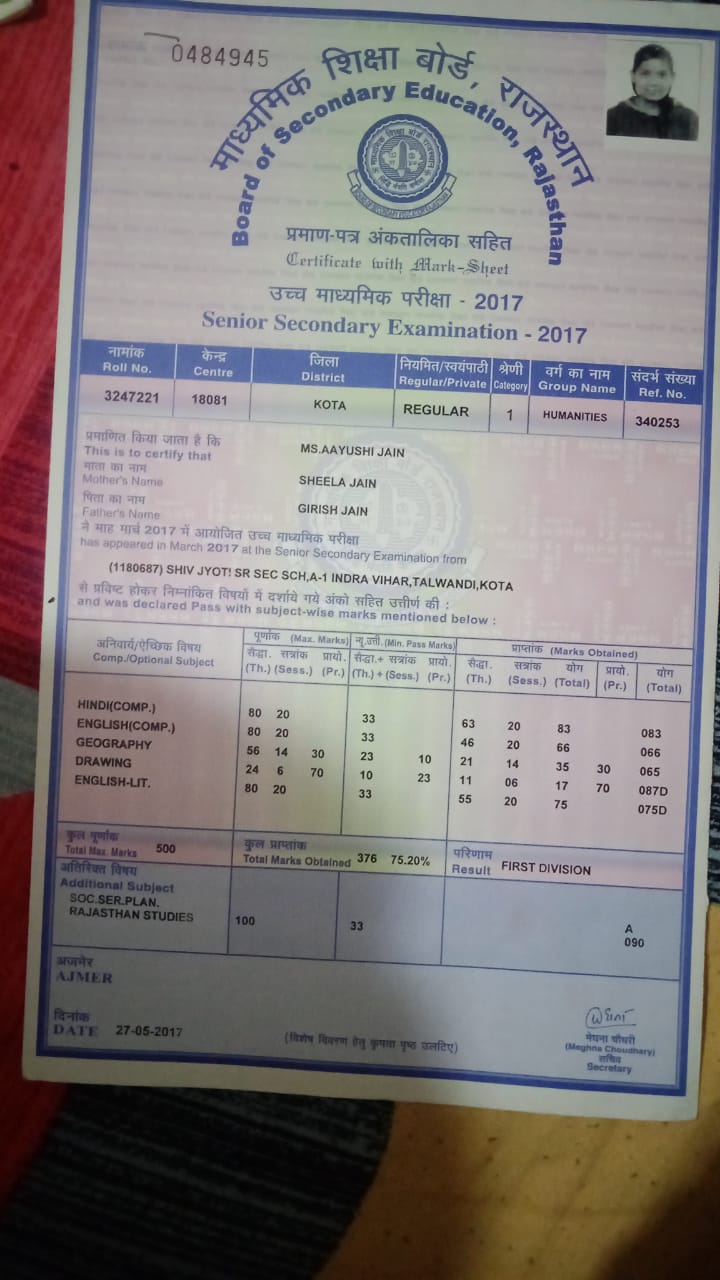 0484945
माध्यमिक शिक्षा बोर्ड, राजस्थान
Board of Secondary Education, Rajasthan
प्रमाण-पत्र अंकतालिका सहित
Certificate with Mark-Sheet
उच्च माध्यमिक परीक्षा - 2017
Senior Secondary Examination - 2017
नामांक केन्द्र जिला नियमित/स्वयंपाठी श्रेणी वर्ग का नाम संदर्भ संख्या
Roll No. Centre District Regular/Private Category Group Name Ref. No.
3247221 18081 KOTA REGULAR 1 HUMANITIES 340253
प्रमाणित किया जाता है कि
This is to certify that MS.AAYUSHI JAIN
माता का नाम
Mother's Name SHEELA JAIN
पिता का नाम
Father's Name GIRISH JAIN
ने माह मार्च 2017 में आयोजित उच्च माध्यमिक परीक्षा
has appeared in March 2017 at the Senior Secondary Examination from
(1180687) SHIV JYOTI SR SEC SCH,A-1 INDRA VIHAR,TALWANDI,KOTA
से प्रविष्ट होकर निम्नांकित विषयों में दर्शाये गये अंको सहित उत्तीर्ण की :
and was declared Pass with subject-wise marks mentioned below :
अनिवार्य/ऐच्छिक विषय पूर्णांक (Max. Marks) न्यू.उत्ती. (Min. Pass Marks) प्राप्तांक (Marks Obtained)
Comp./Optional Subject सैद्धा. सत्रांक प्रायो. सैद्धा.+ सत्रांक प्रायो. सैद्धा. सत्रांक योग प्रायो. योग
(Th.) (Sess.) (Pr.) (Th.) + (Sess.) (Pr.) (Th.) (Sess.) (Total) (Pr.) (Total)
HINDI(COMP.) 80 20 33 63 20 83 083
ENGLISH(COMP.) 80 20 33 46 20 66 066
GEOGRAPHY 56 14 30 23 10 21 14 35 30 065
DRAWING 24 6 70 10 23 11 06 17 70 087D
ENGLISH-LIT. 80 20 33 55 20 75 075D
कुल पूर्णांक कुल प्राप्तांक परिणाम
Total Max. Marks 500 Total Marks Obtained 376 75.20% Result FIRST DIVISION
अतिरिक्त विषय
Additional Subject
SOC.SER.PLAN. A
RAJASTHAN STUDIES 100 33 090
अजमेर
AJMER
दिनांक
DATE 27-05-2017
(विशेष विवरण हेतु कृपया पृष्ठ उलटिए)
मेघना चौधरी
(Meghna Choudhary)
सचिव
Secretary